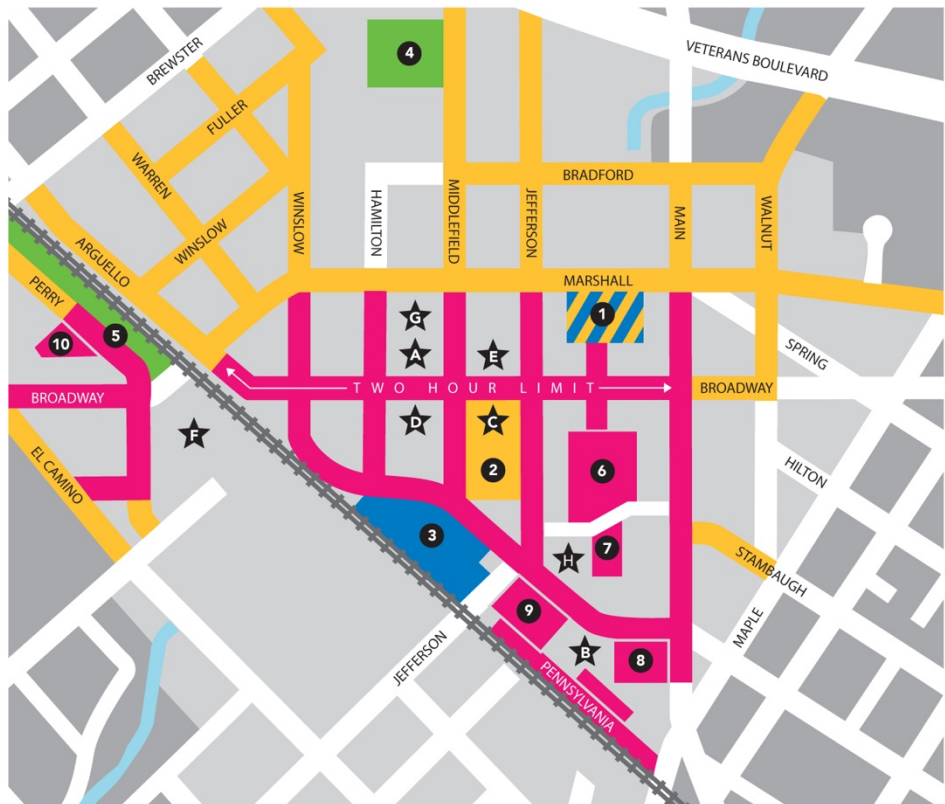 BREWSTER
VETERANS BOULEVARD
4
FULLER
WARREN
BRADFORD
HAMILTON
MIDDLEFIELD
JEFFERSON
WINSLOW
MAIN
WALNUT
WINSLOW
ARGUELLO
MARSHALL
PERRY
G
1
5
10
A
E
SPRING
TWO HOUR LIMIT
BROADWAY
BROADWAY
F
D
C
EL CAMINO
2
6
HILTON
3
7
H
STAMBAUGH
9
MAPLE
JEFFERSON
B
8
PENNSYLVANIA